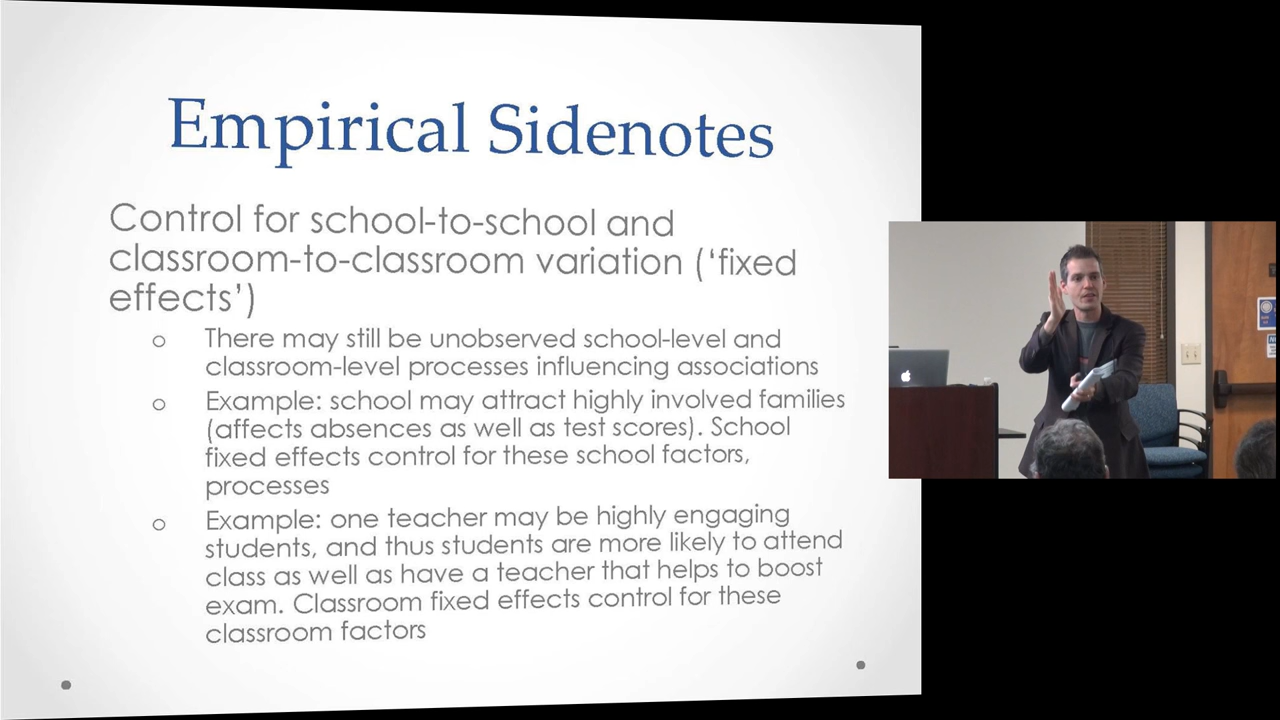 Empirical Sidenotes
Control for school-to-school and
classroom-to-classroom variation (‘fixed
effects’)
o There may still be unobserved school-level and
classroom-level processes influencing associations
o Example: school may attract highly involved families
(affects absences as well as test scores). School
fixed effects control for these school factors,
processes
o Example: one teacher may be highly engaging
students, and thus students are more likely to attend
class as well as have a teacher that helps to boost
exam. Classroom fixed effects control for these
classroom factors